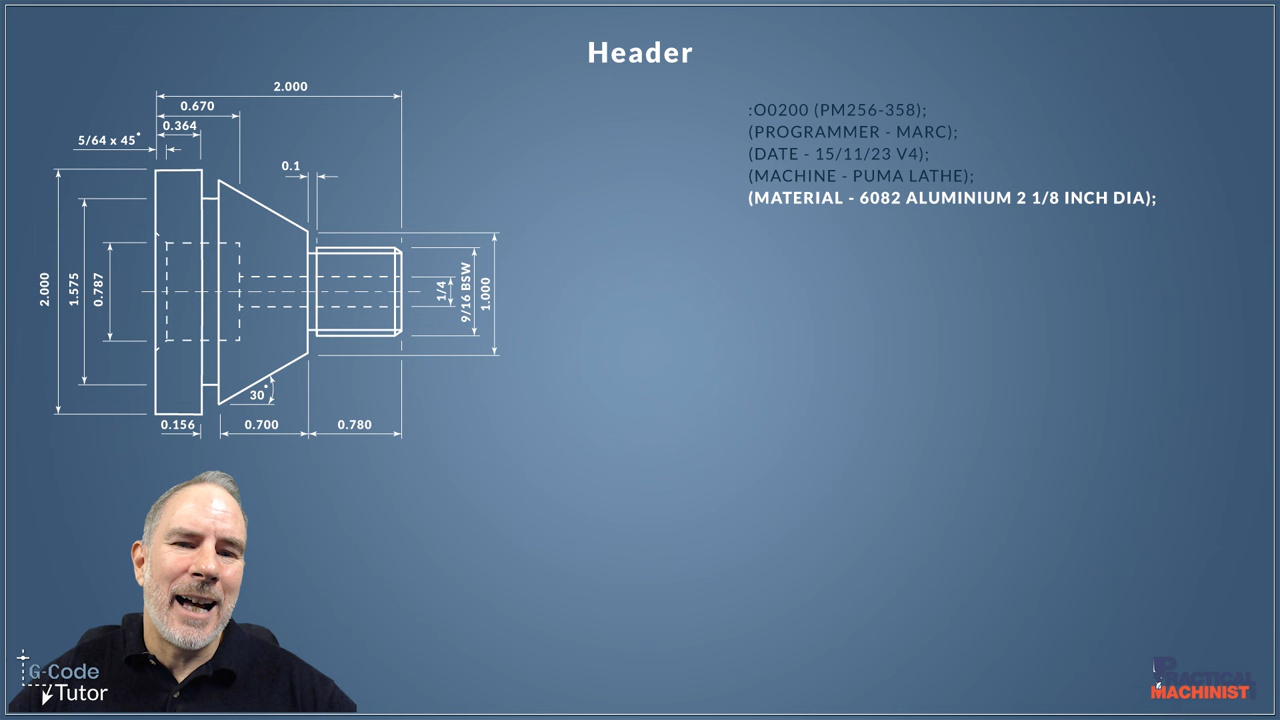 Header
:O0200 (PM256-358);
(PROGRAMMER - MARC);
(DATE - 15/11/23 V4);
(MACHINE - PUMA LATHE);
(MATERIAL - 6082 ALUMINIUM 2 1/8 INCH DIA);
2.000
0.670
0.364
5/64 x 45°
0.1
2.000
1.575
0.787
1/4
9/16 BSW
1.000
30°
0.156
0.700
0.780
G-Code
Tutor
PRACTICAL
MACHINIST